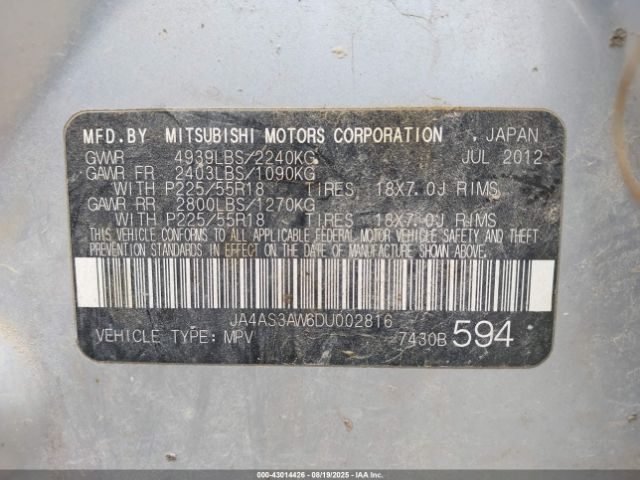 MFD.BY MITSUBISHI MOTORS CORPORATION , JAPAN
GVWR 4939LBS/2240KG JUL 2012
GAWR FR 2403LBS/1090KG
WITH P225/55R18 TIRES 18X7.0J RIMS
GAWR RR 2800LBS/1270KG
WITH P225/55R18 TIRES 18X7.0J RIMS
THIS VEHICLE CONFORMS TO ALL APPLICABLE FEDERAL MOTOR VEHICLE SAFETY AND THEFT
PREVENTION STANDARDS IN EFFECT ON THE DATE OF MANUFACTURE SHOWN ABOVE.
JA4AS3AW6DU002816
VEHICLE TYPE: MPV 7430B 594
000-43014426 - 08/19/2025 - IAAI.COM